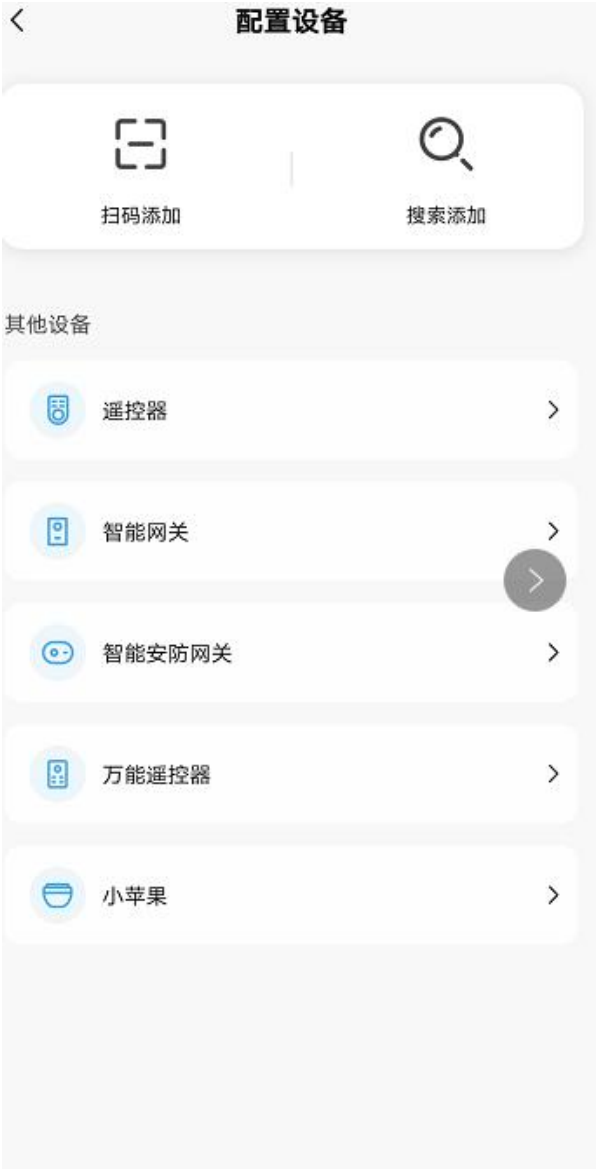 配置设备
扫码添加
搜索添加
其他设备
遥控器
智能网关
智能安防网关
万能遥控器
小苹果